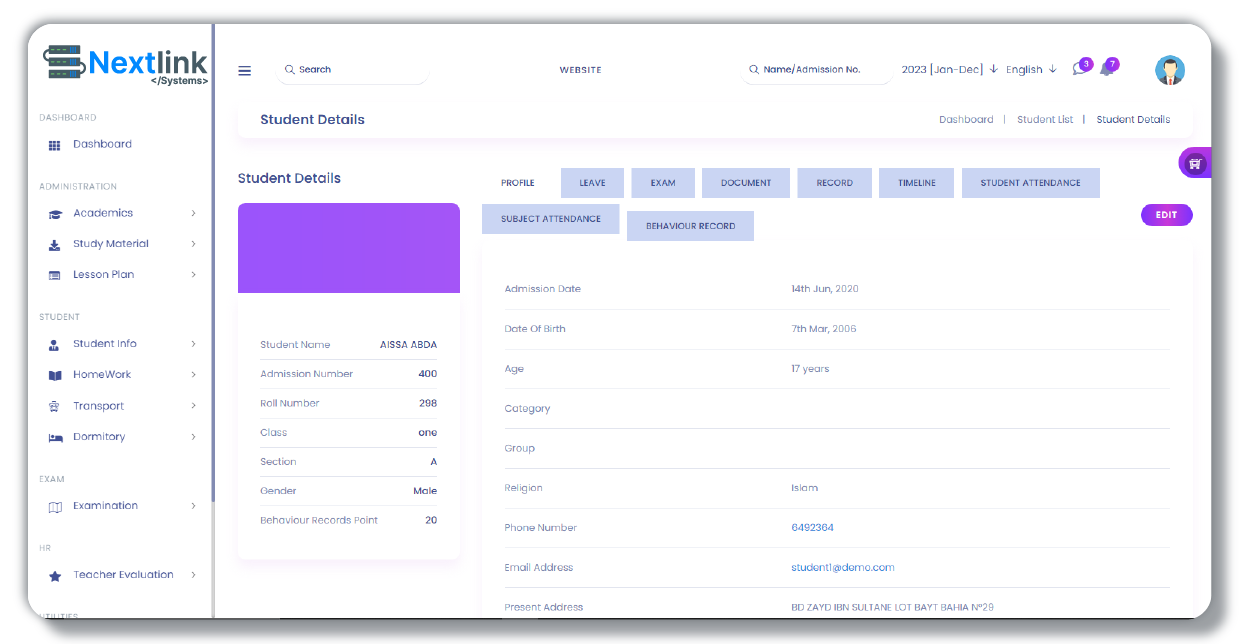 Nextlink
</Systems>
DASHBOARD
Dashboard
ADMINISTRATION
Academics
Study Material
Lesson Plan
STUDENT
Student Info
HomeWork
Transport
Dormitory
EXAM
Examination
HR
Teacher Evaluation
UTILITIES
Search
WEBSITE
Name/Admission No.
2023 [Jan-Dec]
English
3
7
Student Details
Dashboard | Student List | Student Details
Student Details
Student Name AISSA ABDA
Admission Number 400
Roll Number 298
Class one
Section A
Gender Male
Behaviour Records Point 20
PROFILE LEAVE EXAM DOCUMENT RECORD TIMELINE STUDENT ATTENDANCE
SUBJECT ATTENDANCE BEHAVIOUR RECORD
EDIT
Admission Date 14th Jun, 2020
Date Of Birth 7th Mar, 2006
Age 17 years
Category
Group
Religion Islam
Phone Number 6492364
Email Address student1@demo.com
Present Address BD ZAYD IBN SULTANE LOT BAYT BAHIA N°29